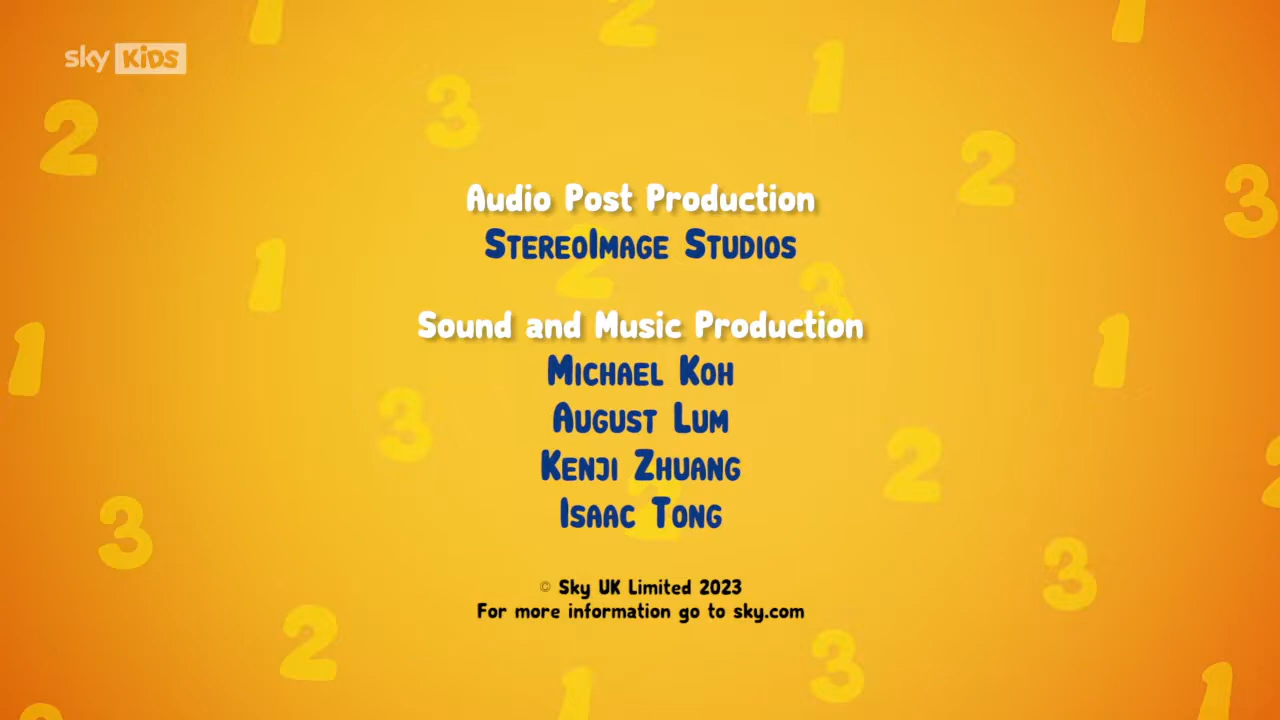 sky KIDS
Audio Post Production
StereoImage Studios
Sound and Music Production
Michael Koh
August Lum
Kenji Zhuang
Isaac Tong
© Sky UK Limited 2023
For more information go to sky.com